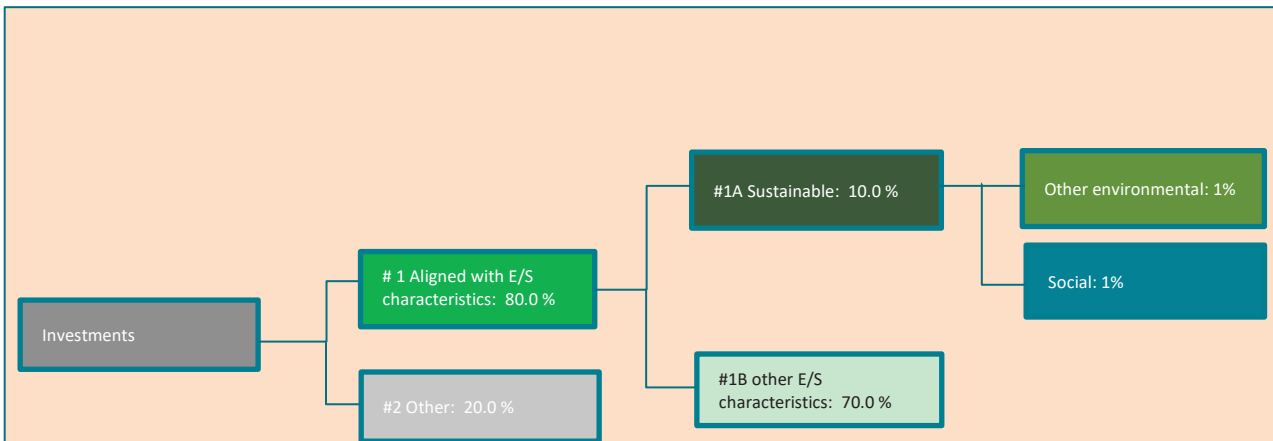 #1A Sustainable: 10.0 %
Other environmental: 1%
# 1 Aligned with E/S
characteristics: 80.0 %
Social: 1%
Investments
#1B other E/S
characteristics: 70.0 %
#2 Other: 20.0 %